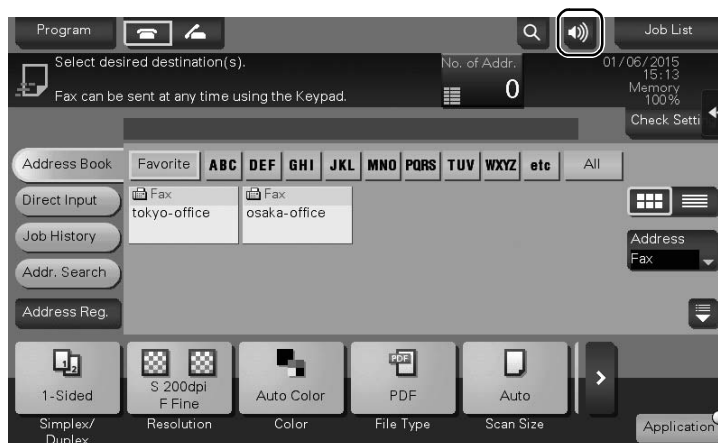 Program
Job List
Select desired destination(s).
No. of Addr.
01/06/2015
15:13
Fax can be sent at any time using the Keypad.
0
Memory
100%
Check Setti
Address Book
Favorite ABC DEF GHI JKL MNO PQRS TUV WXYZ etc All
Direct Input
Fax
tokyo-office
Fax
osaka-office
Job History
Address
Fax
Addr. Search
Address Reg.
1 2
1-Sided
S 200dpi
F Fine
Auto Color
PDF
PDF
Auto
Simplex/
Duplex
Resolution
Color
File Type
Scan Size
Application